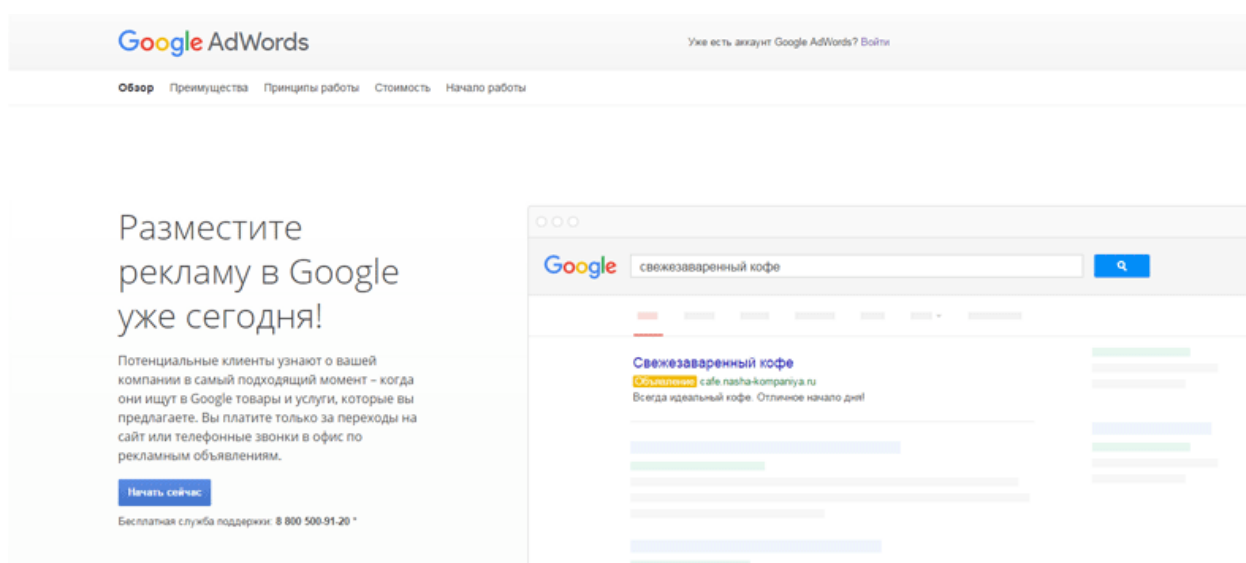 Google AdWords
Уже есть аккаунт Google AdWords? Войти
Обзор Преимущества Принципы работы Стоимость Начало работы
Разместите
рекламу в Google
уже сегодня!
Потенциальные клиенты узнают о вашей
компании в самый подходящий момент – когда
они ищут в Google товары и услуги, которые вы
предлагаете. Вы платите только за переходы на
сайт или телефонные звонки в офис по
рекламным объявлениям.
Начать сейчас
Бесплатная служба поддержки: 8 800 500-91-20 *
Google свежезаваренный кофе
Свежезаваренный кофе
Объявление cafe.nasha-kompaniya.ru
Всегда идеальный кофе. Отличное начало дня!